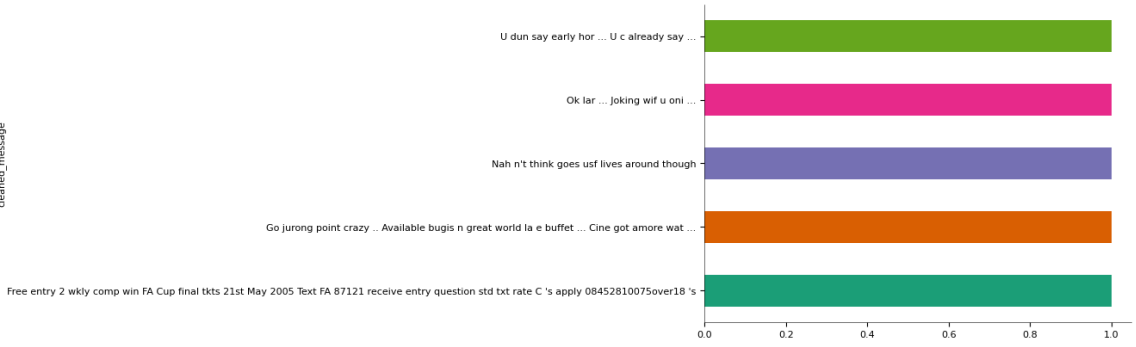 cleaned_message
U dun say early hor ... U c already say ...
Ok lar ... Joking wif u oni ...
Nah n't think goes usf lives around though
Go jurong point crazy .. Available bugis n great world la e buffet ... Cine got amore wat ...
Free entry 2 wkly comp win FA Cup final tkts 21st May 2005 Text FA 87121 receive entry question std txt rate C 's apply 08452810075over18 's
0.0 0.2 0.4 0.6 0.8 1.0